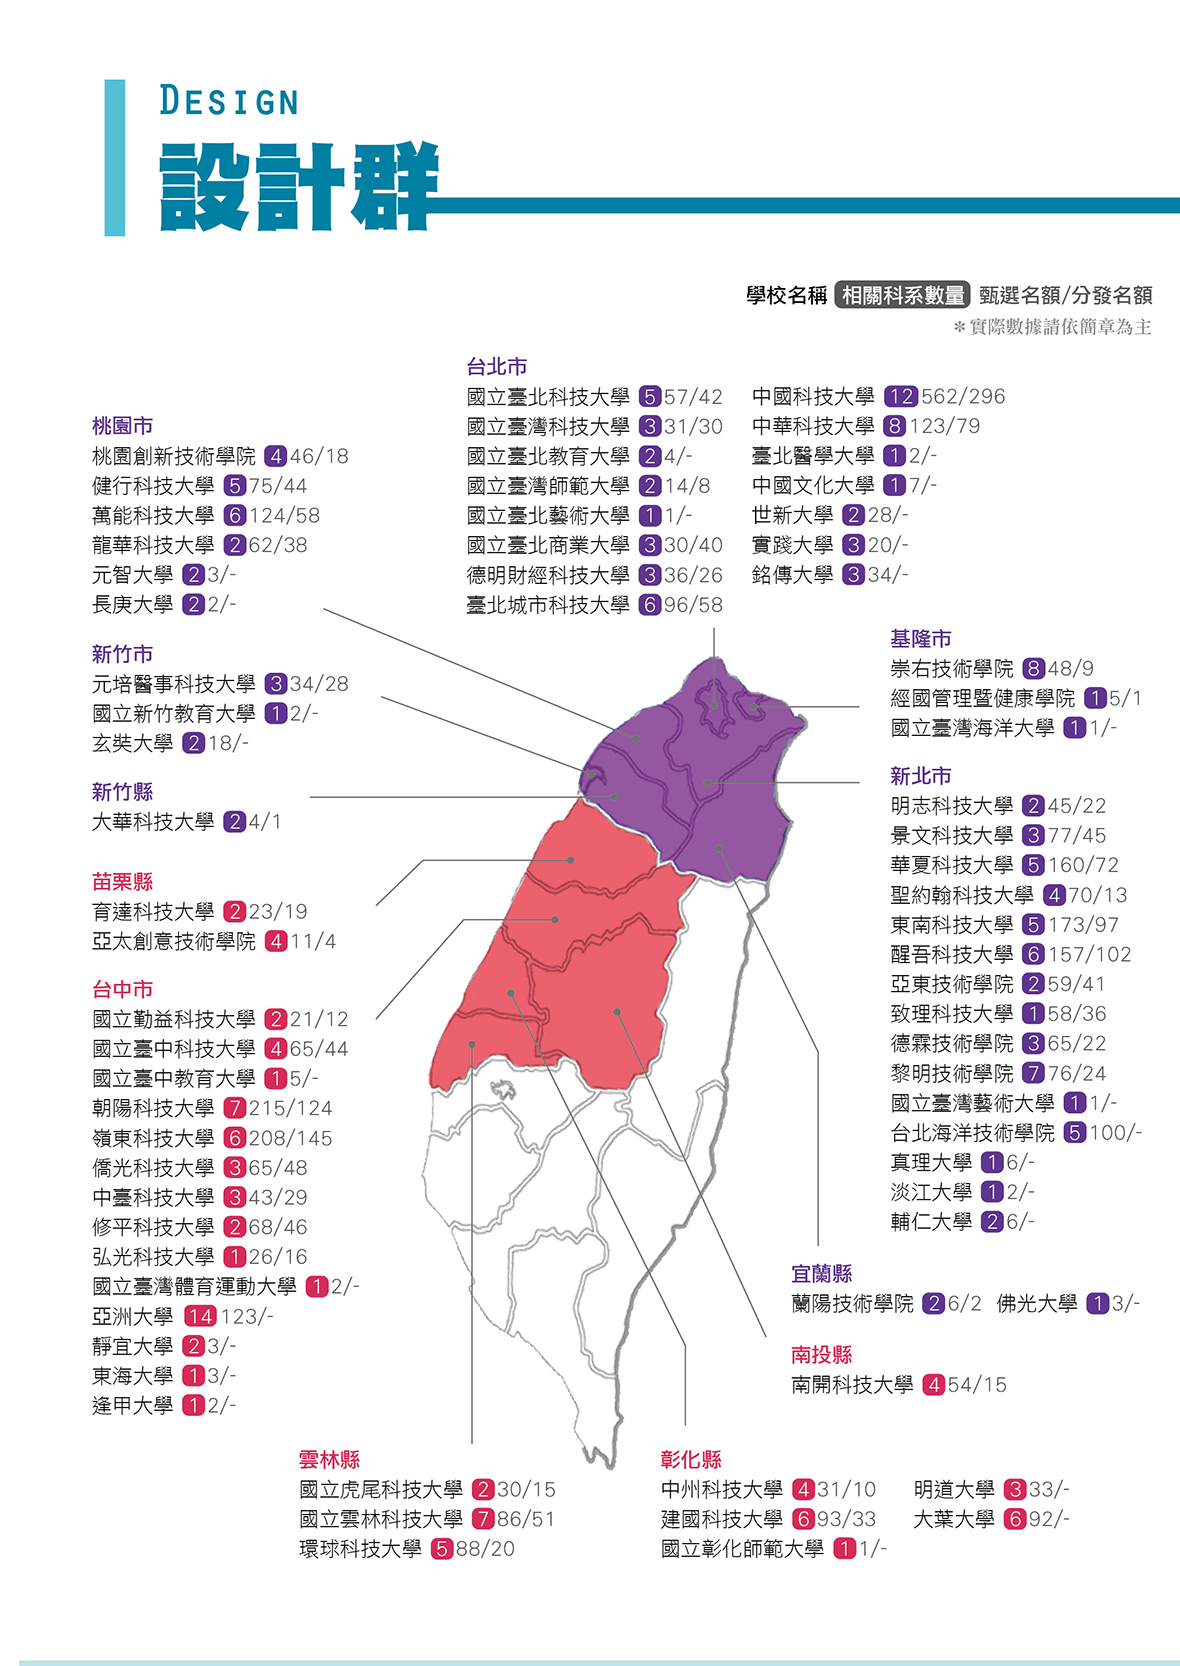 DESIGN
設計群
學校名稱 相關科系數量 甄選名額/分發名額
＊實際數據請依簡章為主
桃園市
桃園創新技術學院 4 46/18
健行科技大學 5 75/44
萬能科技大學 6 124/58
龍華科技大學 2 62/38
元智大學 2 3/-
長庚大學 2 2/-
新竹市
元培醫事科技大學 3 34/28
國立新竹教育大學 1 2/-
玄奘大學 2 18/-
新竹縣
大華科技大學 2 4/1
苗栗縣
育達科技大學 2 23/19
亞太創意技術學院 4 11/4
台中市
國立勤益科技大學 2 21/12
國立臺中科技大學 4 65/44
國立臺中教育大學 1 5/-
朝陽科技大學 7 215/124
嶺東科技大學 6 208/145
僑光科技大學 3 65/48
中臺科技大學 3 43/29
修平科技大學 2 68/46
弘光科技大學 1 26/16
國立臺灣體育運動大學 1 2/-
亞洲大學 14 123/-
靜宜大學 2 3/-
東海大學 1 3/-
逢甲大學 1 2/-
台北市
國立臺北科技大學 5 57/42
國立臺灣科技大學 3 31/30
國立臺北教育大學 2 4/-
國立臺灣師範大學 2 14/8
國立臺北藝術大學 1 1/-
國立臺北商業大學 3 30/40
德明財經科技大學 3 36/26
臺北城市科技大學 6 96/58
中國科技大學 12 562/296
中華科技大學 8 123/79
臺北醫學大學 1 2/-
中國文化大學 1 7/-
世新大學 2 28/-
實踐大學 3 20/-
銘傳大學 3 34/-
基隆市
崇右技術學院 8 48/9
經國管理暨健康學院 1 5/1
國立臺灣海洋大學 1 1/-
新北市
明志科技大學 2 45/22
景文科技大學 3 77/45
華夏科技大學 5 160/72
聖約翰科技大學 4 70/13
東南科技大學 5 173/97
醒吾科技大學 6 157/102
亞東技術學院 2 59/41
致理科技大學 1 58/36
德霖技術學院 3 65/22
黎明技術學院 7 76/24
國立臺灣藝術大學 1 1/-
台北海洋技術學院 5 100/-
真理大學 1 6/-
淡江大學 1 2/-
輔仁大學 2 6/-
宜蘭縣
蘭陽技術學院 2 6/2 佛光大學 1 3/-
南投縣
南開科技大學 4 54/15
雲林縣
國立虎尾科技大學 2 30/15
國立雲林科技大學 7 86/51
環球科技大學 5 88/20
彰化縣
中州科技大學 4 31/10 明道大學 3 33/-
建國科技大學 6 93/33 大葉大學 6 92/-
國立彰化師範大學 1 1/-